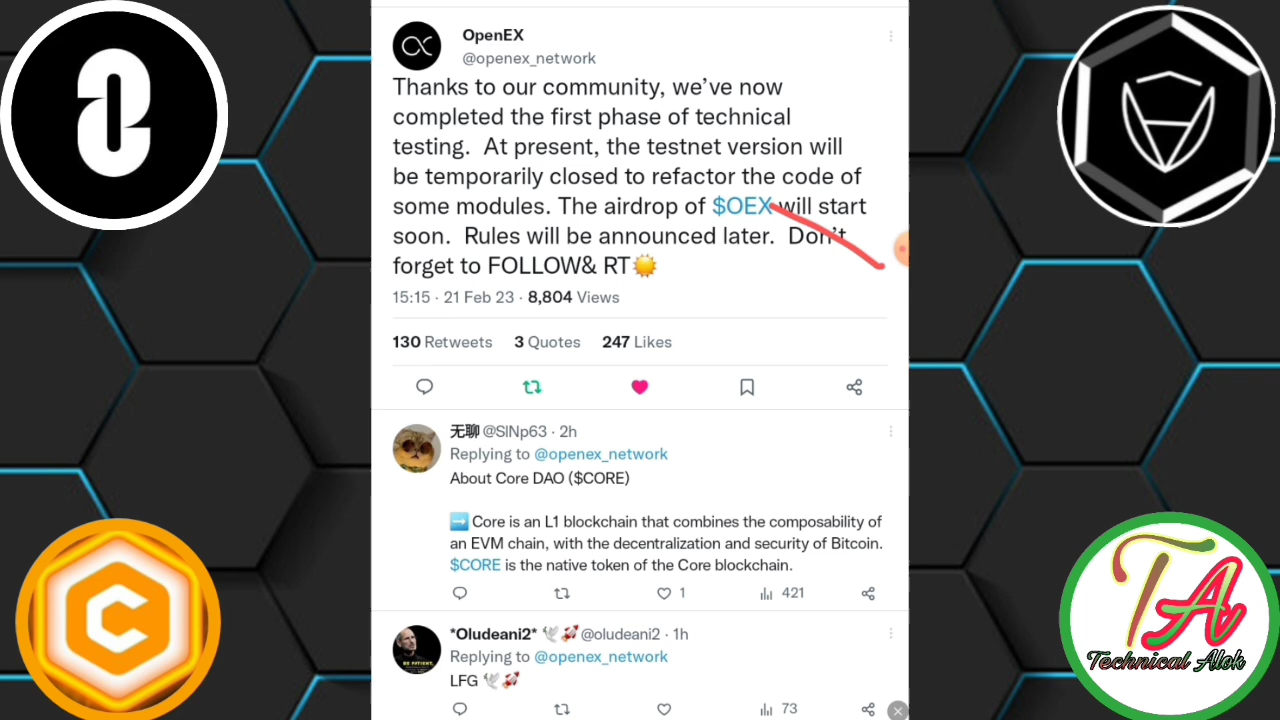 OpenEX
@openex_network
Thanks to our community, we’ve now
completed the first phase of technical
testing.  At present, the testnet version will
be temporarily closed to refactor the code of
some modules. The airdrop of $OEX will start
soon.  Rules will be announced later.  Don’t
forget to FOLLOW& RT☀️
15:15 · 21 Feb 23 · 8,804 Views
130 Retweets 3 Quotes 247 Likes
无聊 @SlNp63 · 2h
Replying to @openex_network
About Core DAO ($CORE)
➡️ Core is an L1 blockchain that combines the composability of
an EVM chain, with the decentralization and security of Bitcoin.
$CORE is the native token of the Core blockchain.
1 421
*Oludeani2* 🕊️🚀 @oludeani2 · 1h
Replying to @openex_network
LFG 🕊️🚀
73
BE PATIENT.
C
TA
Technical Alok